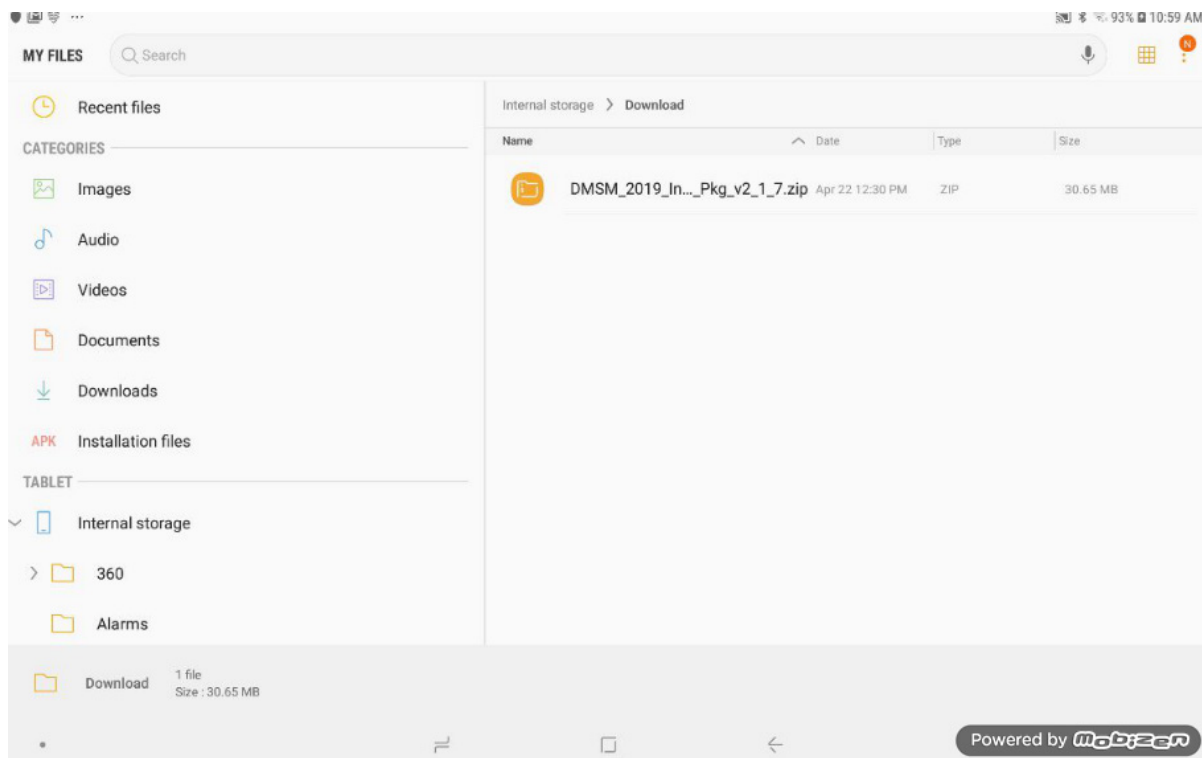 93% 10:59 AM
MY FILES Search N
Recent files
CATEGORIES
Images
Audio
Videos
Documents
Downloads
APK Installation files
TABLET
Internal storage
360
Alarms
Internal storage > Download
Name Date Type Size
DMSM_2019_In..._Pkg_v2_1_7.zip Apr 22 12:30 PM ZIP 30.65 MB
Download
1 file
Size : 30.65 MB
Powered by Mobizen